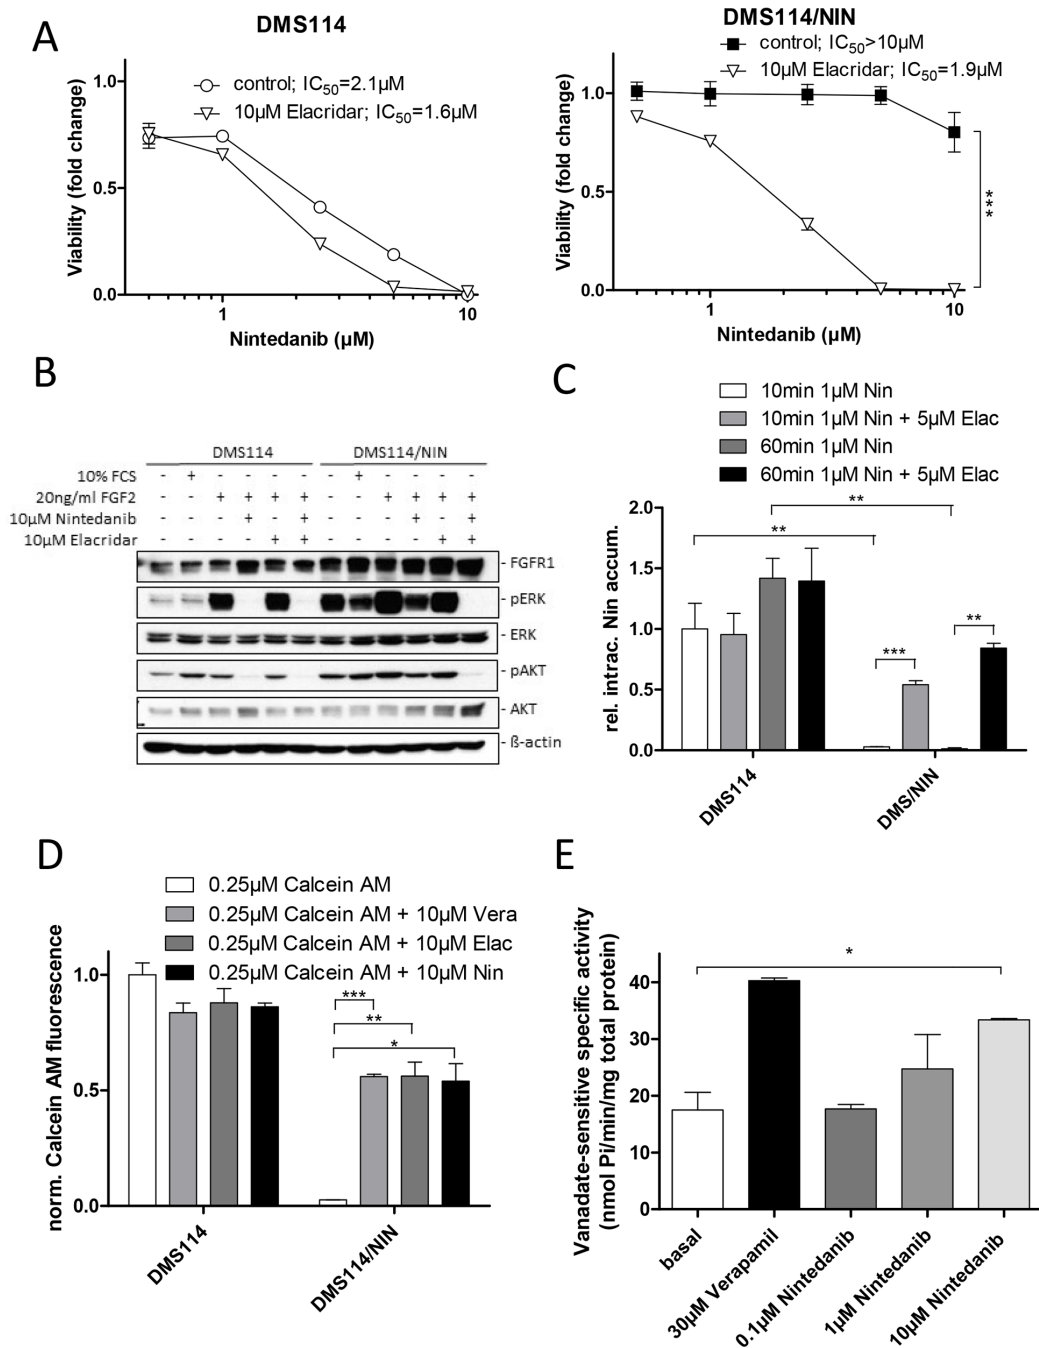 A
DMS114
control; IC50=2.1µM
10µM Elacridar; IC50=1.6µM
Viability (fold change)
1.0
0.5
0.0
1
10
Nintedanib (µM)
DMS114/NIN
control; IC50>10µM
10µM Elacridar; IC50=1.9µM
Viability (fold change)
1.0
0.5
0.0
1
10
Nintedanib (µM)
***
B
DMS114
DMS114/NIN
10% FCS - + - - - - - + - - - -
20ng/ml FGF2 - - + + + + - - + + + +
10µM Nintedanib - - - + - + - - - + - +
10µM Elacridar - - - - + + - - - - + +
- FGFR1
- pERK
- ERK
- pAKT
- AKT
- ß-actin
C
10min 1µM Nin
10min 1µM Nin + 5µM Elac
60min 1µM Nin
60min 1µM Nin + 5µM Elac
rel. intrac. Nin accum.
2.0
1.5
1.0
0.5
0.0
**
**
***
**
DMS114
DMS/NIN
D
0.25µM Calcein AM
0.25µM Calcein AM + 10µM Vera
0.25µM Calcein AM + 10µM Elac
0.25µM Calcein AM + 10µM Nin
norm. Calcein AM fluorescence
1.0
0.5
0.0
***
**
*
DMS114
DMS114/NIN
E
Vanadate-sensitive specific activity
(nmol Pi/min/mg total protein)
40
30
20
10
0
*
basal
30µM Verapamil
0.1µM Nintedanib
1µM Nintedanib
10µM Nintedanib